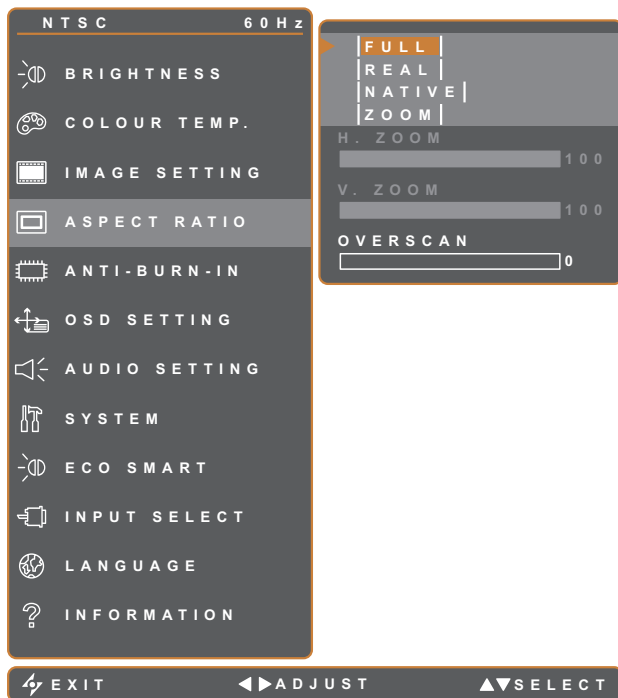 NTSC 60Hz
BRIGHTNESS
COLOUR TEMP.
IMAGE SETTING
ASPECT RATIO
ANTI-BURN-IN
OSD SETTING
AUDIO SETTING
SYSTEM
ECO SMART
INPUT SELECT
LANGUAGE
INFORMATION
FULL
REAL
NATIVE
ZOOM
H. ZOOM
100
V. ZOOM
100
OVERSCAN
0
EXIT ADJUST SELECT